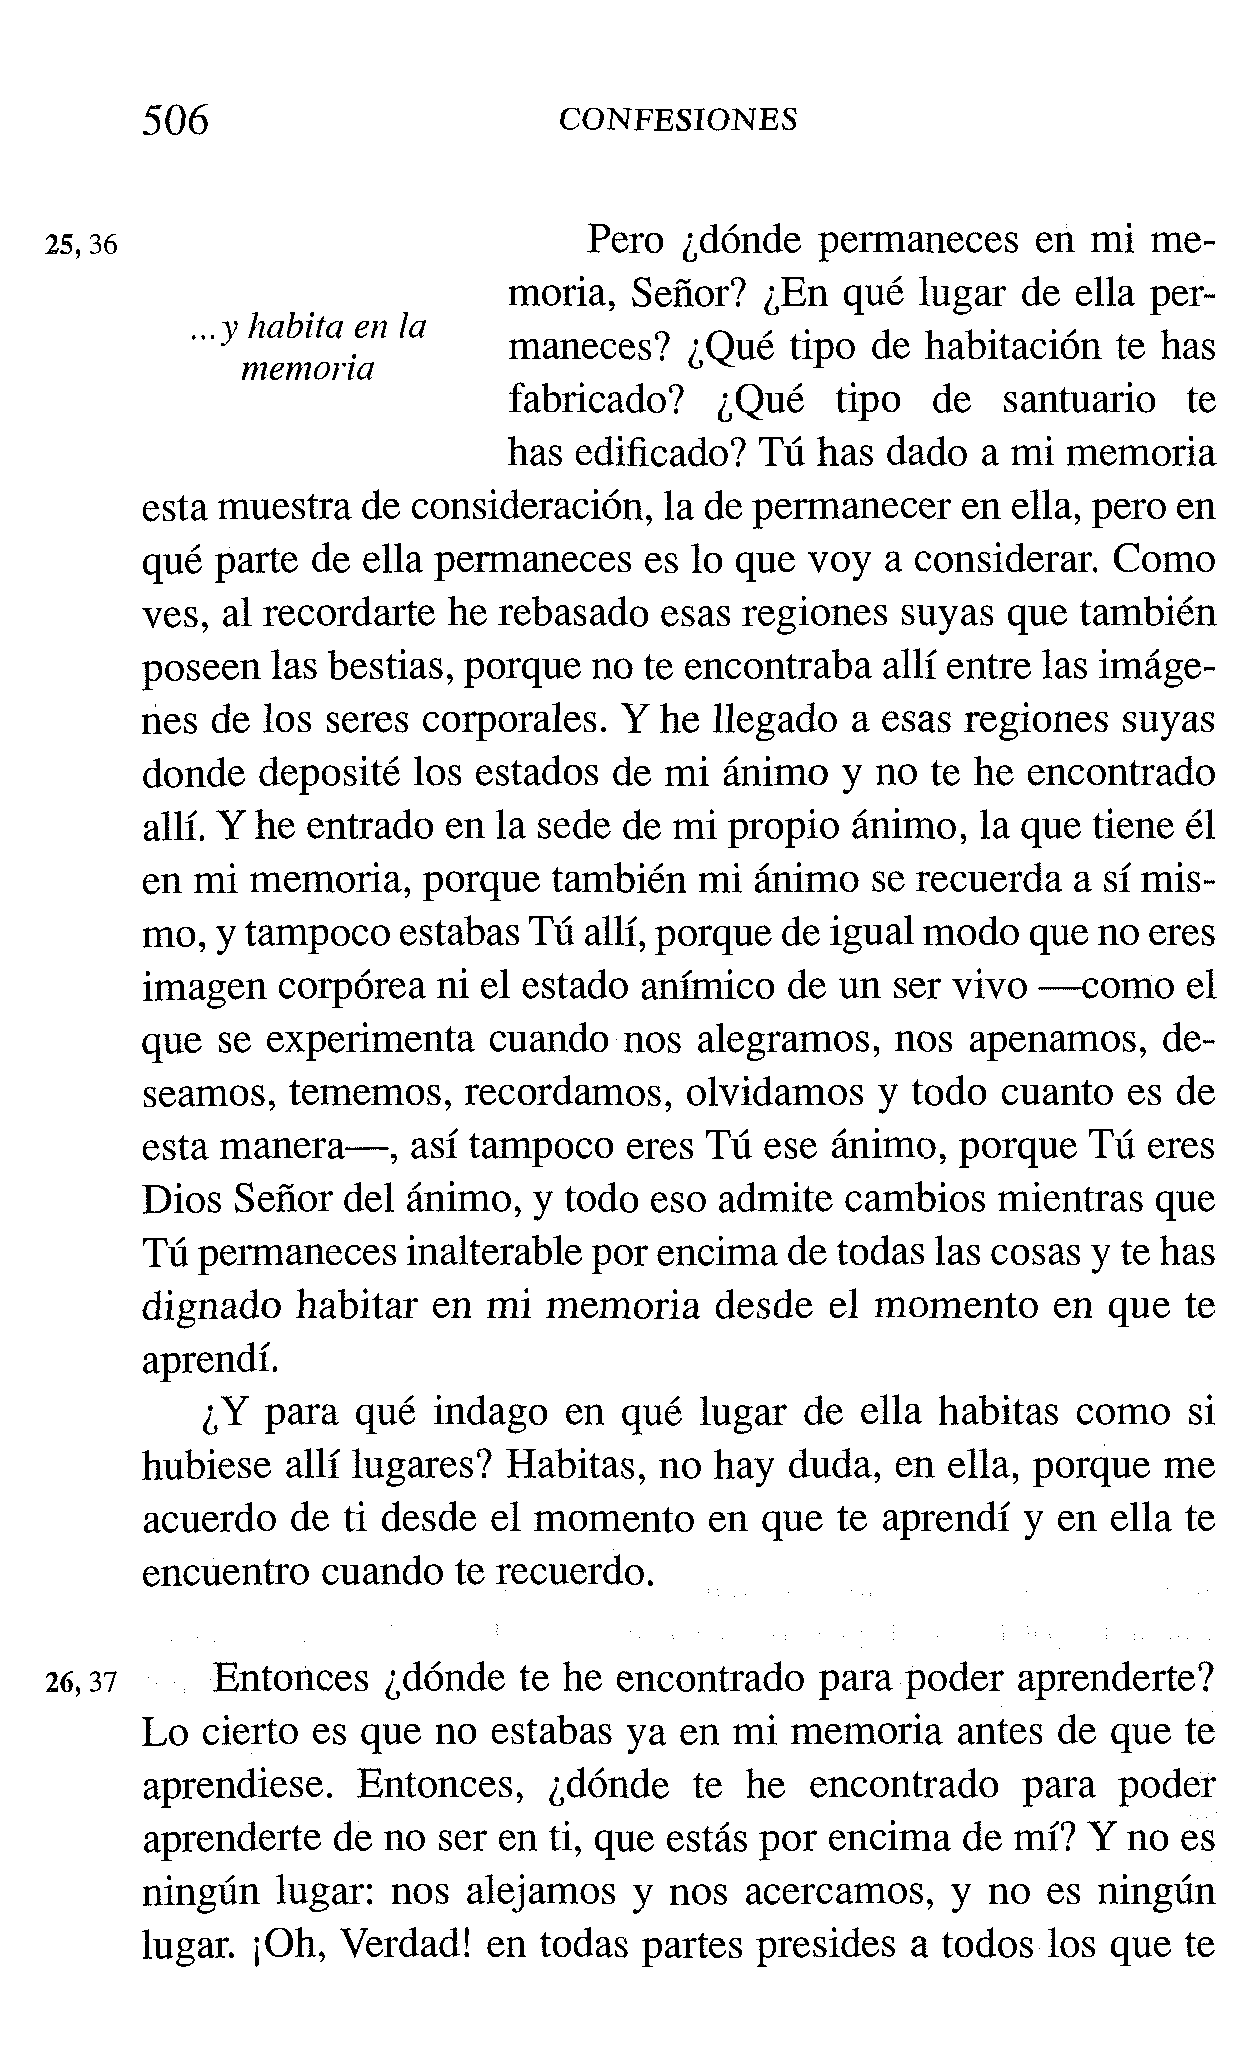 506 CONFESIONES
25, 36 Pero ¿dónde permaneces en mi me-
moria, Señor? ¿En qué lugar de ella per-
...y habita en la
maneces? ¿Qué tipo de habitación te has
memoria
fabricado? ¿Qué tipo de santuario te
has edificado? Tú has dado a mi memoria
esta muestra de consideración, la de permanecer en ella, pero en
qué parte de ella permaneces es lo que voy a considerar. Como
ves, al recordarte he rebasado esas regiones suyas que también
poseen las bestias, porque no te encontraba allí entre las imáge-
nes de los seres corporales. Y he llegado a esas regiones suyas
donde deposité los estados de mi ánimo y no te he encontrado
allí. Y he entrado en la sede de mi propio ánimo, la que tiene él
en mi memoria, porque también mi ánimo se recuerda a sí mis-
mo, y tampoco estabas Tú allí, porque de igual modo que no eres
imagen corpórea ni el estado anímico de un ser vivo —como el
que se experimenta cuando nos alegramos, nos apenamos, de-
seamos, tememos, recordamos, olvidamos y todo cuanto es de
esta manera—, así tampoco eres Tú ese ánimo, porque Tú eres
Dios Señor del ánimo, y todo eso admite cambios mientras que
Tú permaneces inalterable por encima de todas las cosas y te has
dignado habitar en mi memoria desde el momento en que te
aprendí.
¿Y para qué indago en qué lugar de ella habitas como si
hubiese allí lugares? Habitas, no hay duda, en ella, porque me
acuerdo de ti desde el momento en que te aprendí y en ella te
encuentro cuando te recuerdo.
26, 37 Entonces ¿dónde te he encontrado para poder aprenderte?
Lo cierto es que no estabas ya en mi memoria antes de que te
aprendiese. Entonces, ¿dónde te he encontrado para poder
aprenderte de no ser en ti, que estás por encima de mí? Y no es
ningún lugar: nos alejamos y nos acercamos, y no es ningún
lugar. ¡Oh, Verdad! en todas partes presides a todos los que te